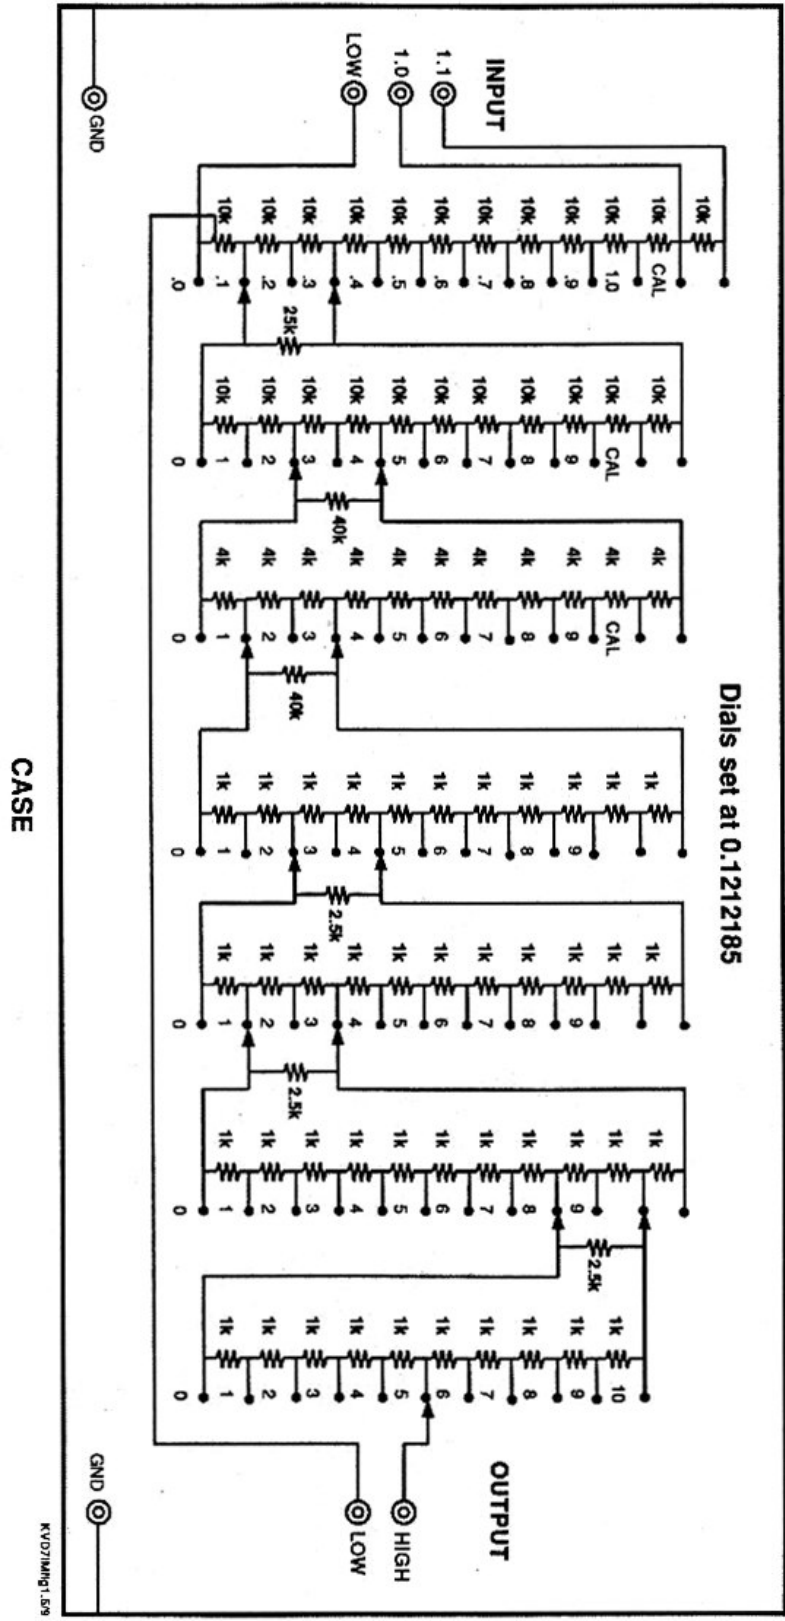 Dials set at 0.1212185
INPUT
OUTPUT
10k
10k CAL 10k 4k 1k 1k 1k
10k 1.0 10k CAL 4k CAL 1k 1k 1k 1k 10
10k .9 10k 9 4k 9 1k 9 1k 9 1k 9 2.5k 1k 9
10k .8 10k 8 4k 8 1k 8 1k 8 1k 8 1k 8
10k .7 10k 7 4k 7 1k 7 1k 7 1k 7 1k 7
1.1 10k .6 10k 6 4k 6 1k 6 1k 6 1k 6 1k 6
1.0 10k .5 10k 5 4k 5 1k 5 1k 5 1k 5 1k 5 HIGH
LOW 10k .4 10k 4 40k 4k 4 1k 4 2.5k 1k 4 1k 4 1k 4 LOW
10k .3 25k 10k 3 4k 3 40k 1k 3 1k 3 2.5k 1k 3 1k 3
10k .2 10k 2 4k 2 1k 2 1k 2 1k 2 1k 2
10k .1 10k 1 4k 1 1k 1 1k 1 1k 1 1k 1
.0 0 0 0 0 0 0
GND
GND
CASE